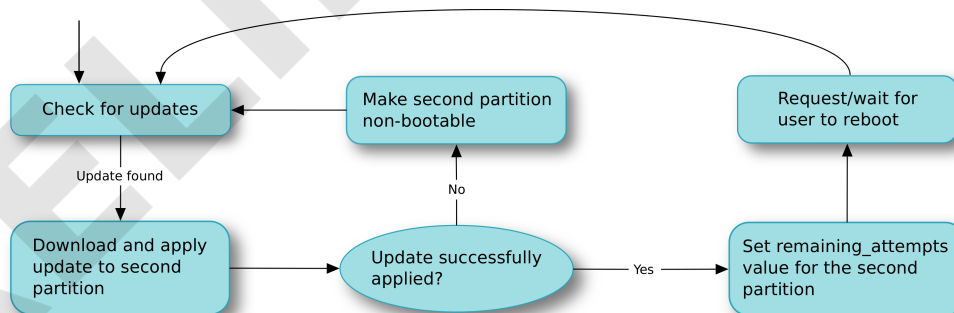 Check for updates
Update found
Download and apply
update to second
partition
Update successfully
applied?
No
Make second partition
non-bootable
Yes
Set remaining_attempts
value for the second
partition
Request/wait for
user to reboot